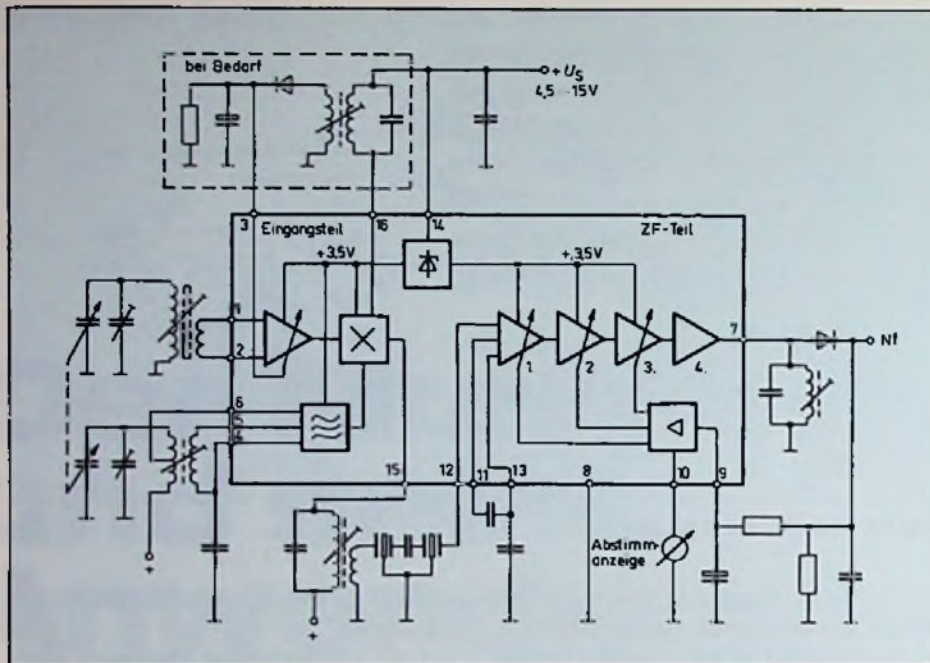 bei Bedarf
+ U_S
4,5 – 15V
3
Eingangsteil
16
14
ZF-Teil
+3,5V
+3,5V
1
2
7
Nf
1.
2
3.
4.
6
15
12
11
13
8
10
9
Abstimm-
anzeige
+
+